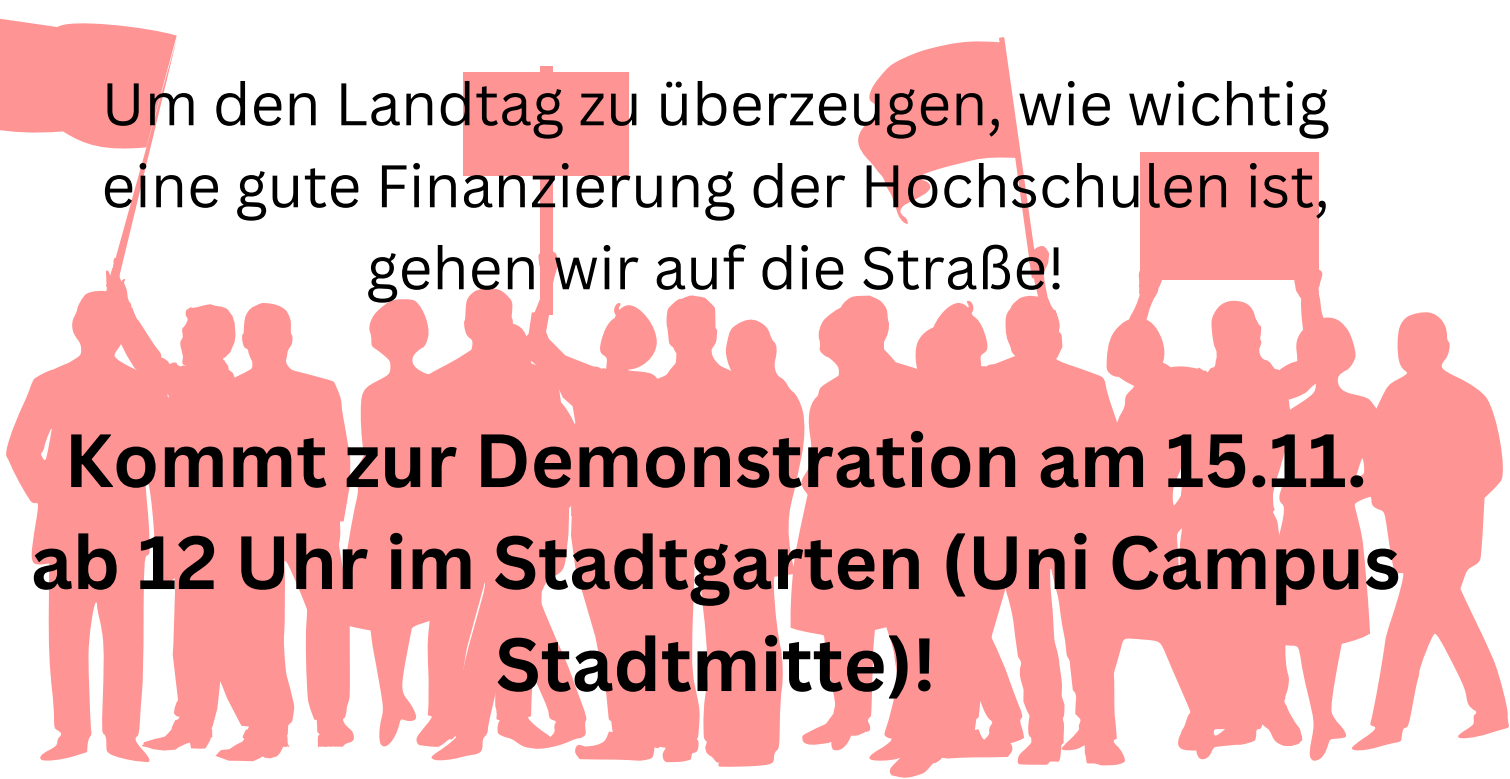 Um den Landtag zu überzeugen, wie wichtig
eine gute Finanzierung der Hochschulen ist,
gehen wir auf die Straße!
Kommt zur Demonstration am 15.11.
ab 12 Uhr im Stadtgarten (Uni Campus
Stadtmitte)!